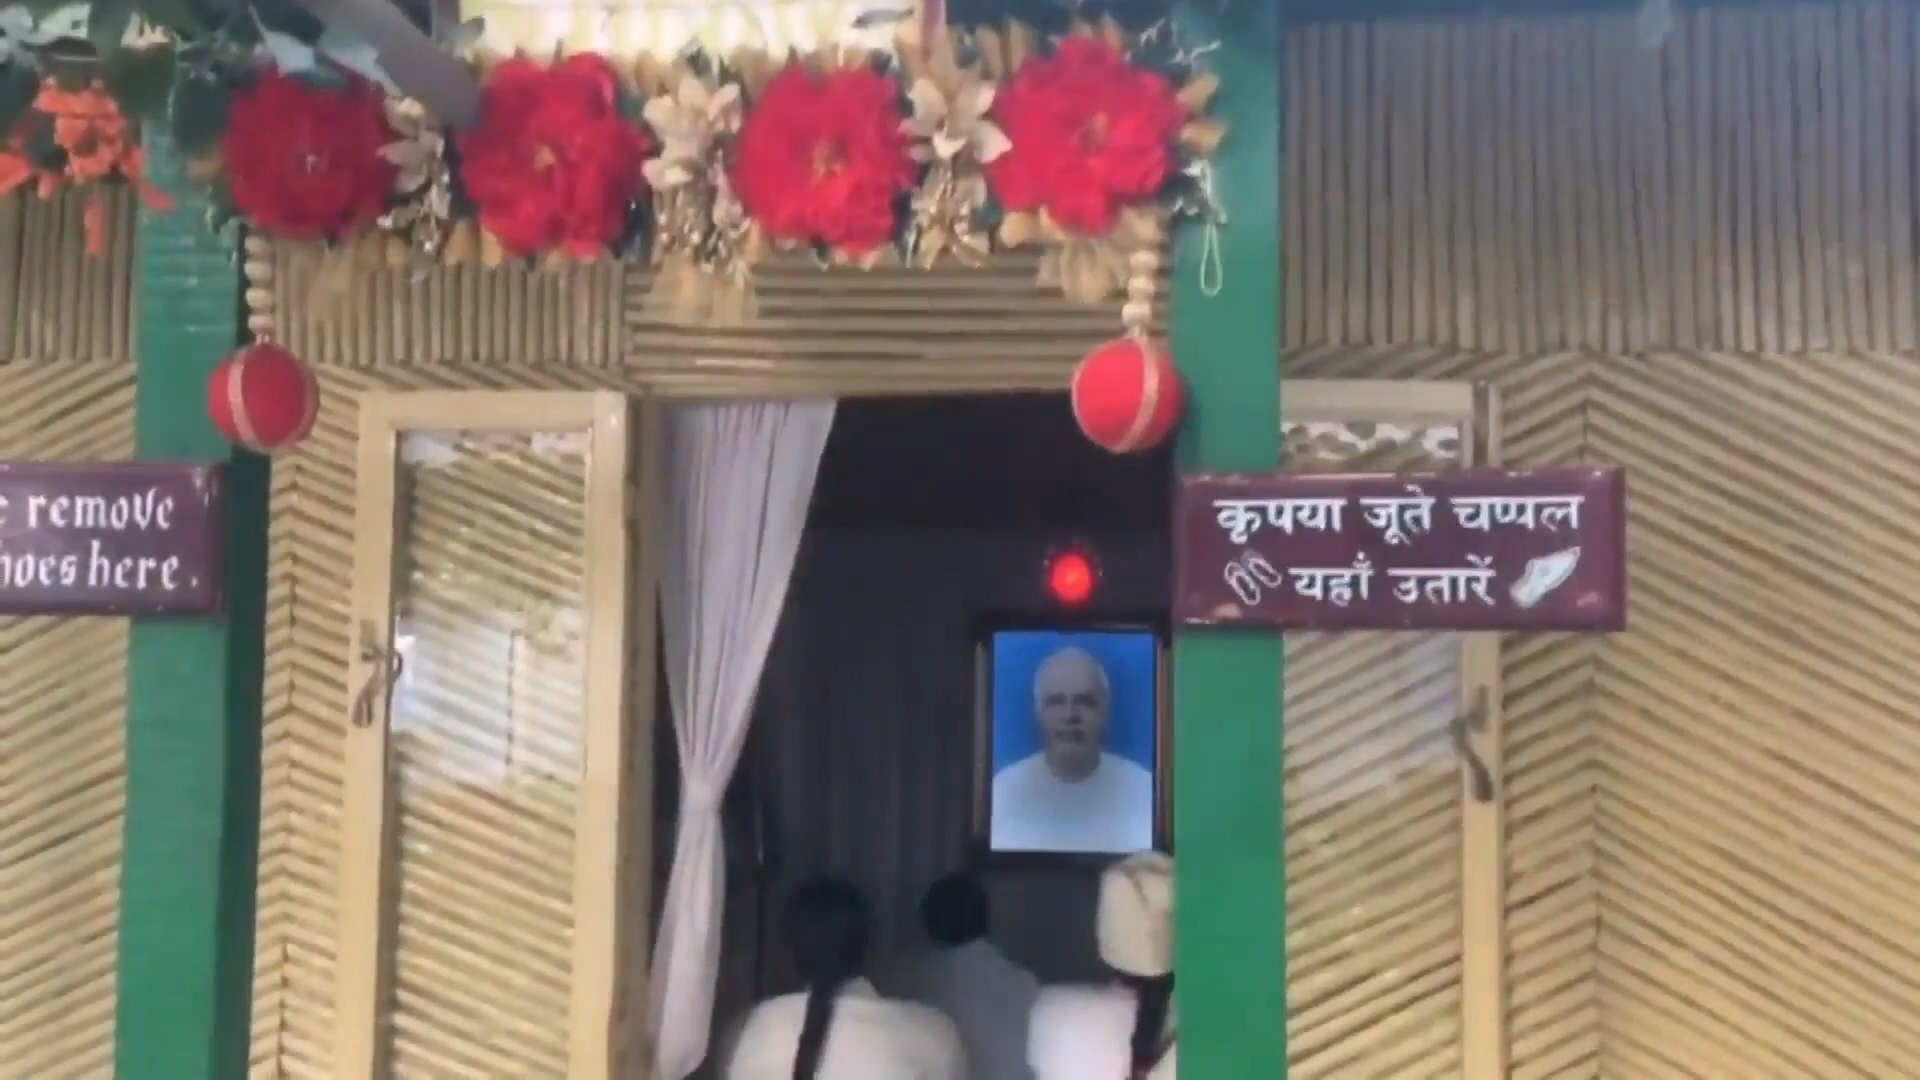 remove
hoes here.
कृपया जूते चप्पल
यहाँ उतारें